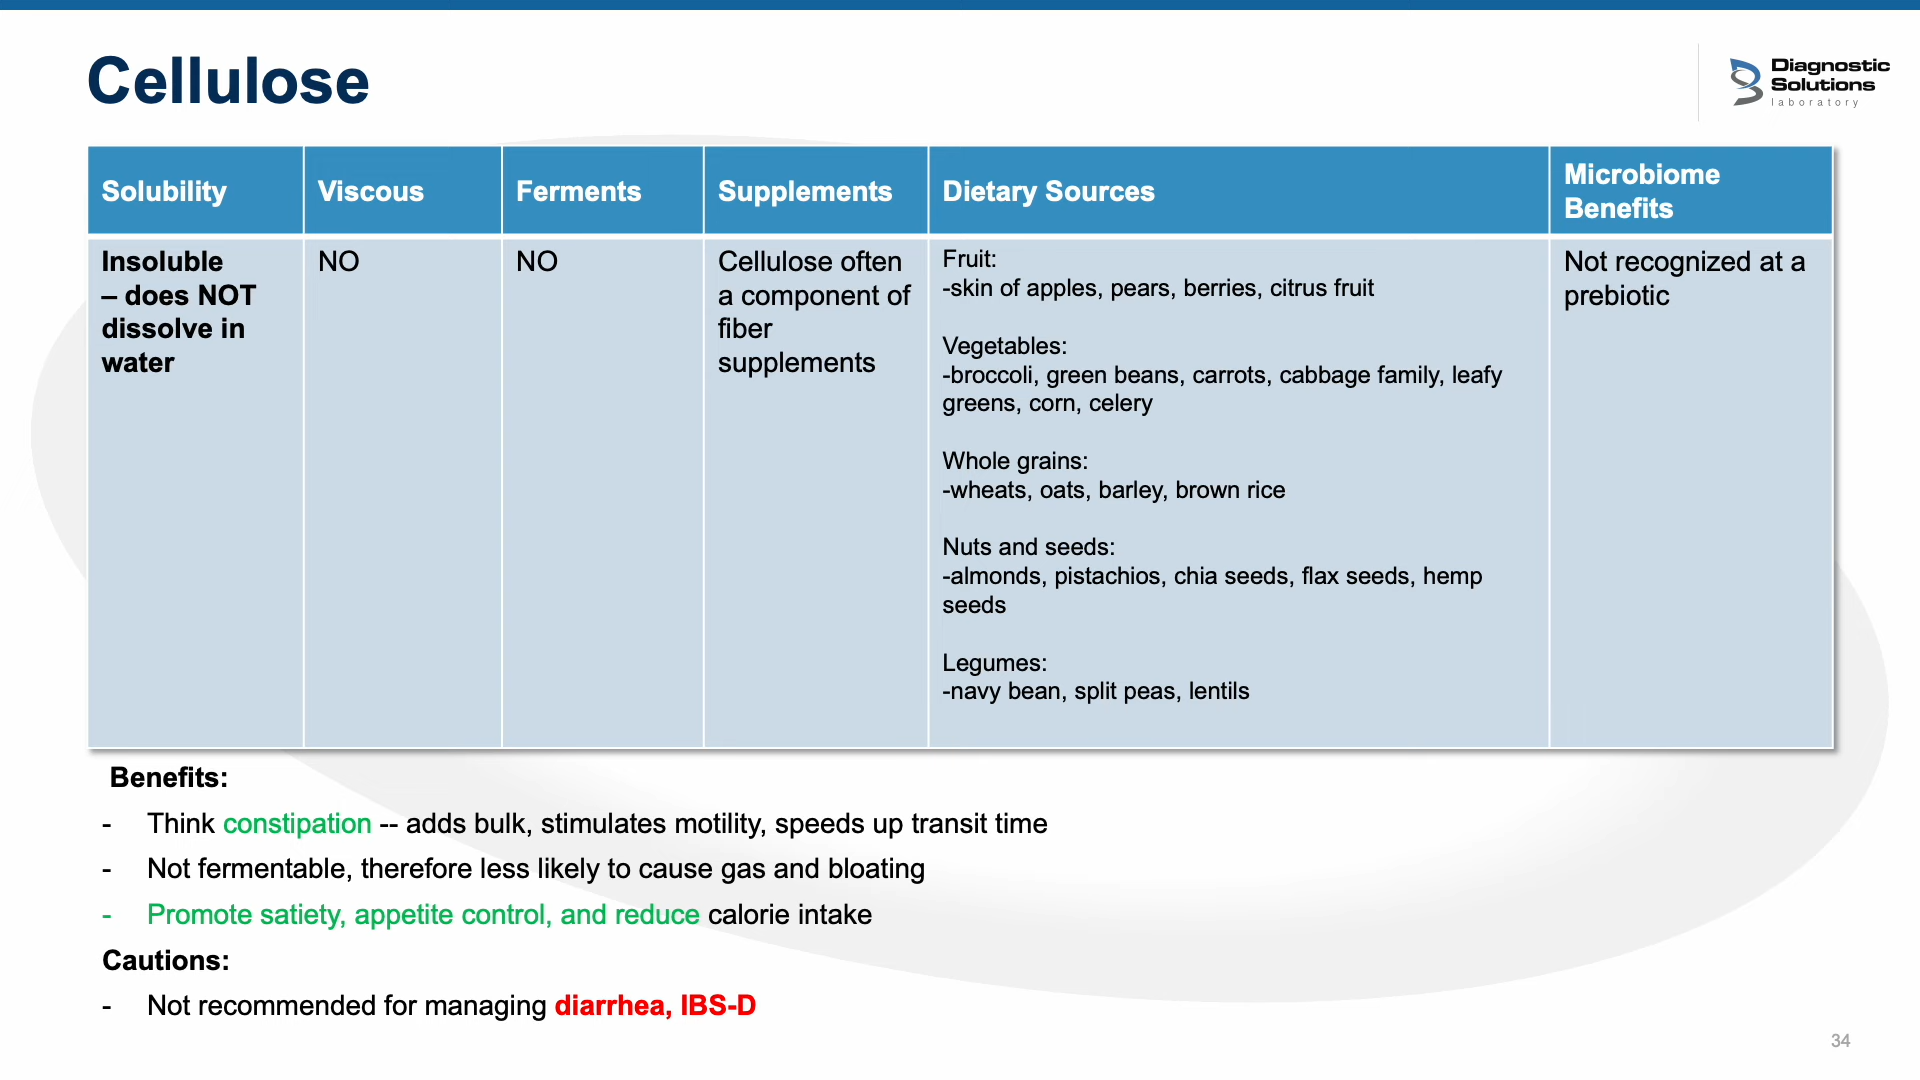 Cellulose
Diagnostic
Solutions
laboratory
Solubility
Viscous
Ferments
Supplements
Dietary Sources
Microbiome
Benefits
Insoluble
– does NOT
dissolve in
water
NO
NO
Cellulose often
a component of
fiber
supplements
Fruit:
-skin of apples, pears, berries, citrus fruit
Vegetables:
-broccoli, green beans, carrots, cabbage family, leafy
greens, corn, celery
Whole grains:
-wheats, oats, barley, brown rice
Nuts and seeds:
-almonds, pistachios, chia seeds, flax seeds, hemp
seeds
Legumes:
-navy bean, split peas, lentils
Not recognized at a
prebiotic
Benefits:
- Think constipation -- adds bulk, stimulates motility, speeds up transit time
- Not fermentable, therefore less likely to cause gas and bloating
- Promote satiety, appetite control, and reduce calorie intake
Cautions:
- Not recommended for managing diarrhea, IBS-D
34